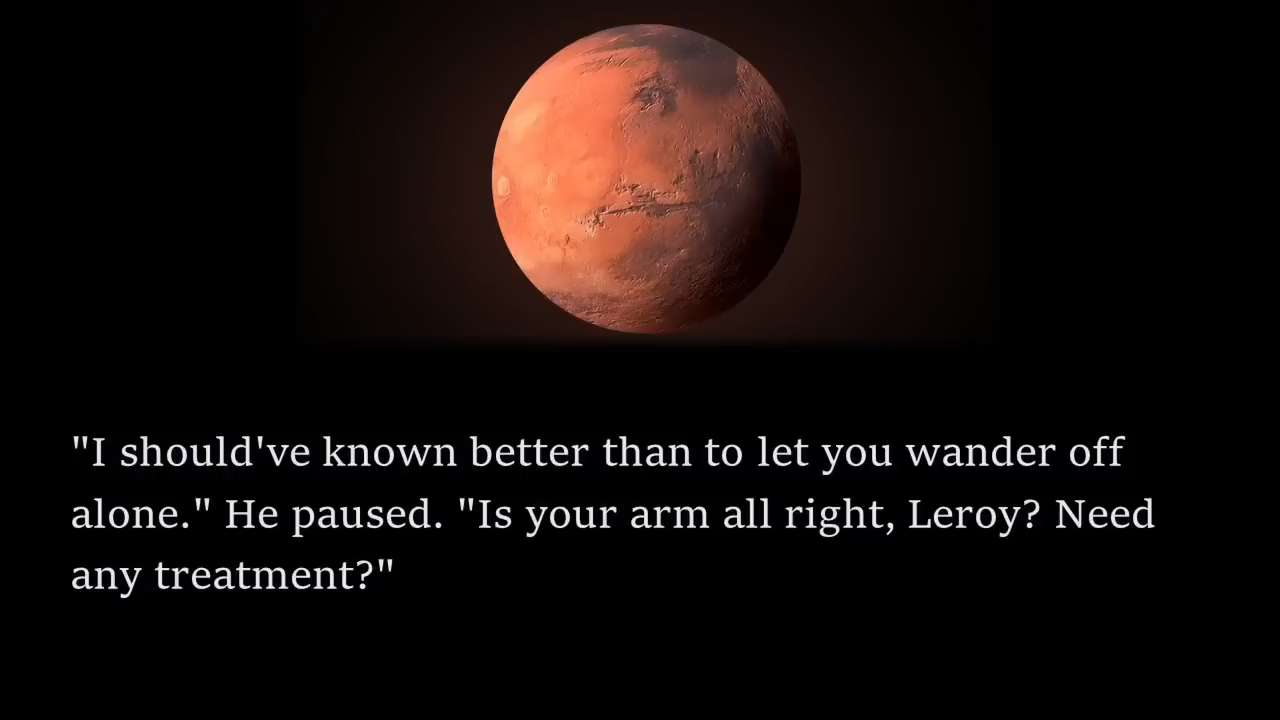 "I should've known better than to let you wander off
alone." He paused. "Is your arm all right, Leroy? Need
any treatment?"